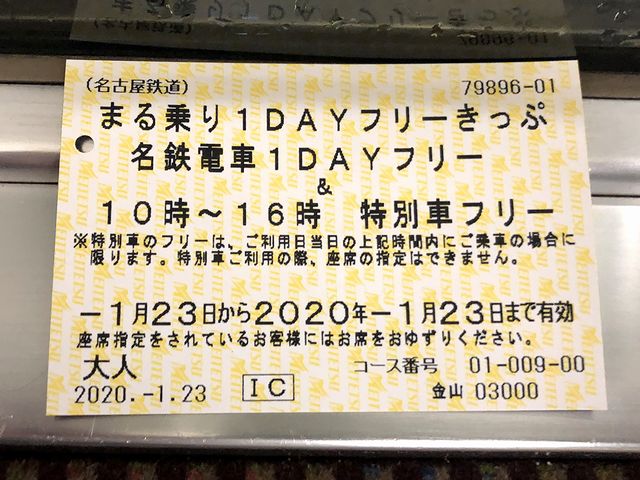 (名古屋鉄道) 79896-01
まる乗り1DAYフリーきっぷ
名鉄電車1DAYフリー
&
10時～16時 特別車フリー
※特別車のフリーは、ご利用日当日の上記時間内にご乗車の場合に
限ります。特別車ご利用の際、座席の指定はできません。
-1月23日から2020年-1月23日まで有効
座席指定をされているお客様にはお席をおゆずりください。
大人 コース番号 01-009-00
2020.-1.23 IC 金山 03000